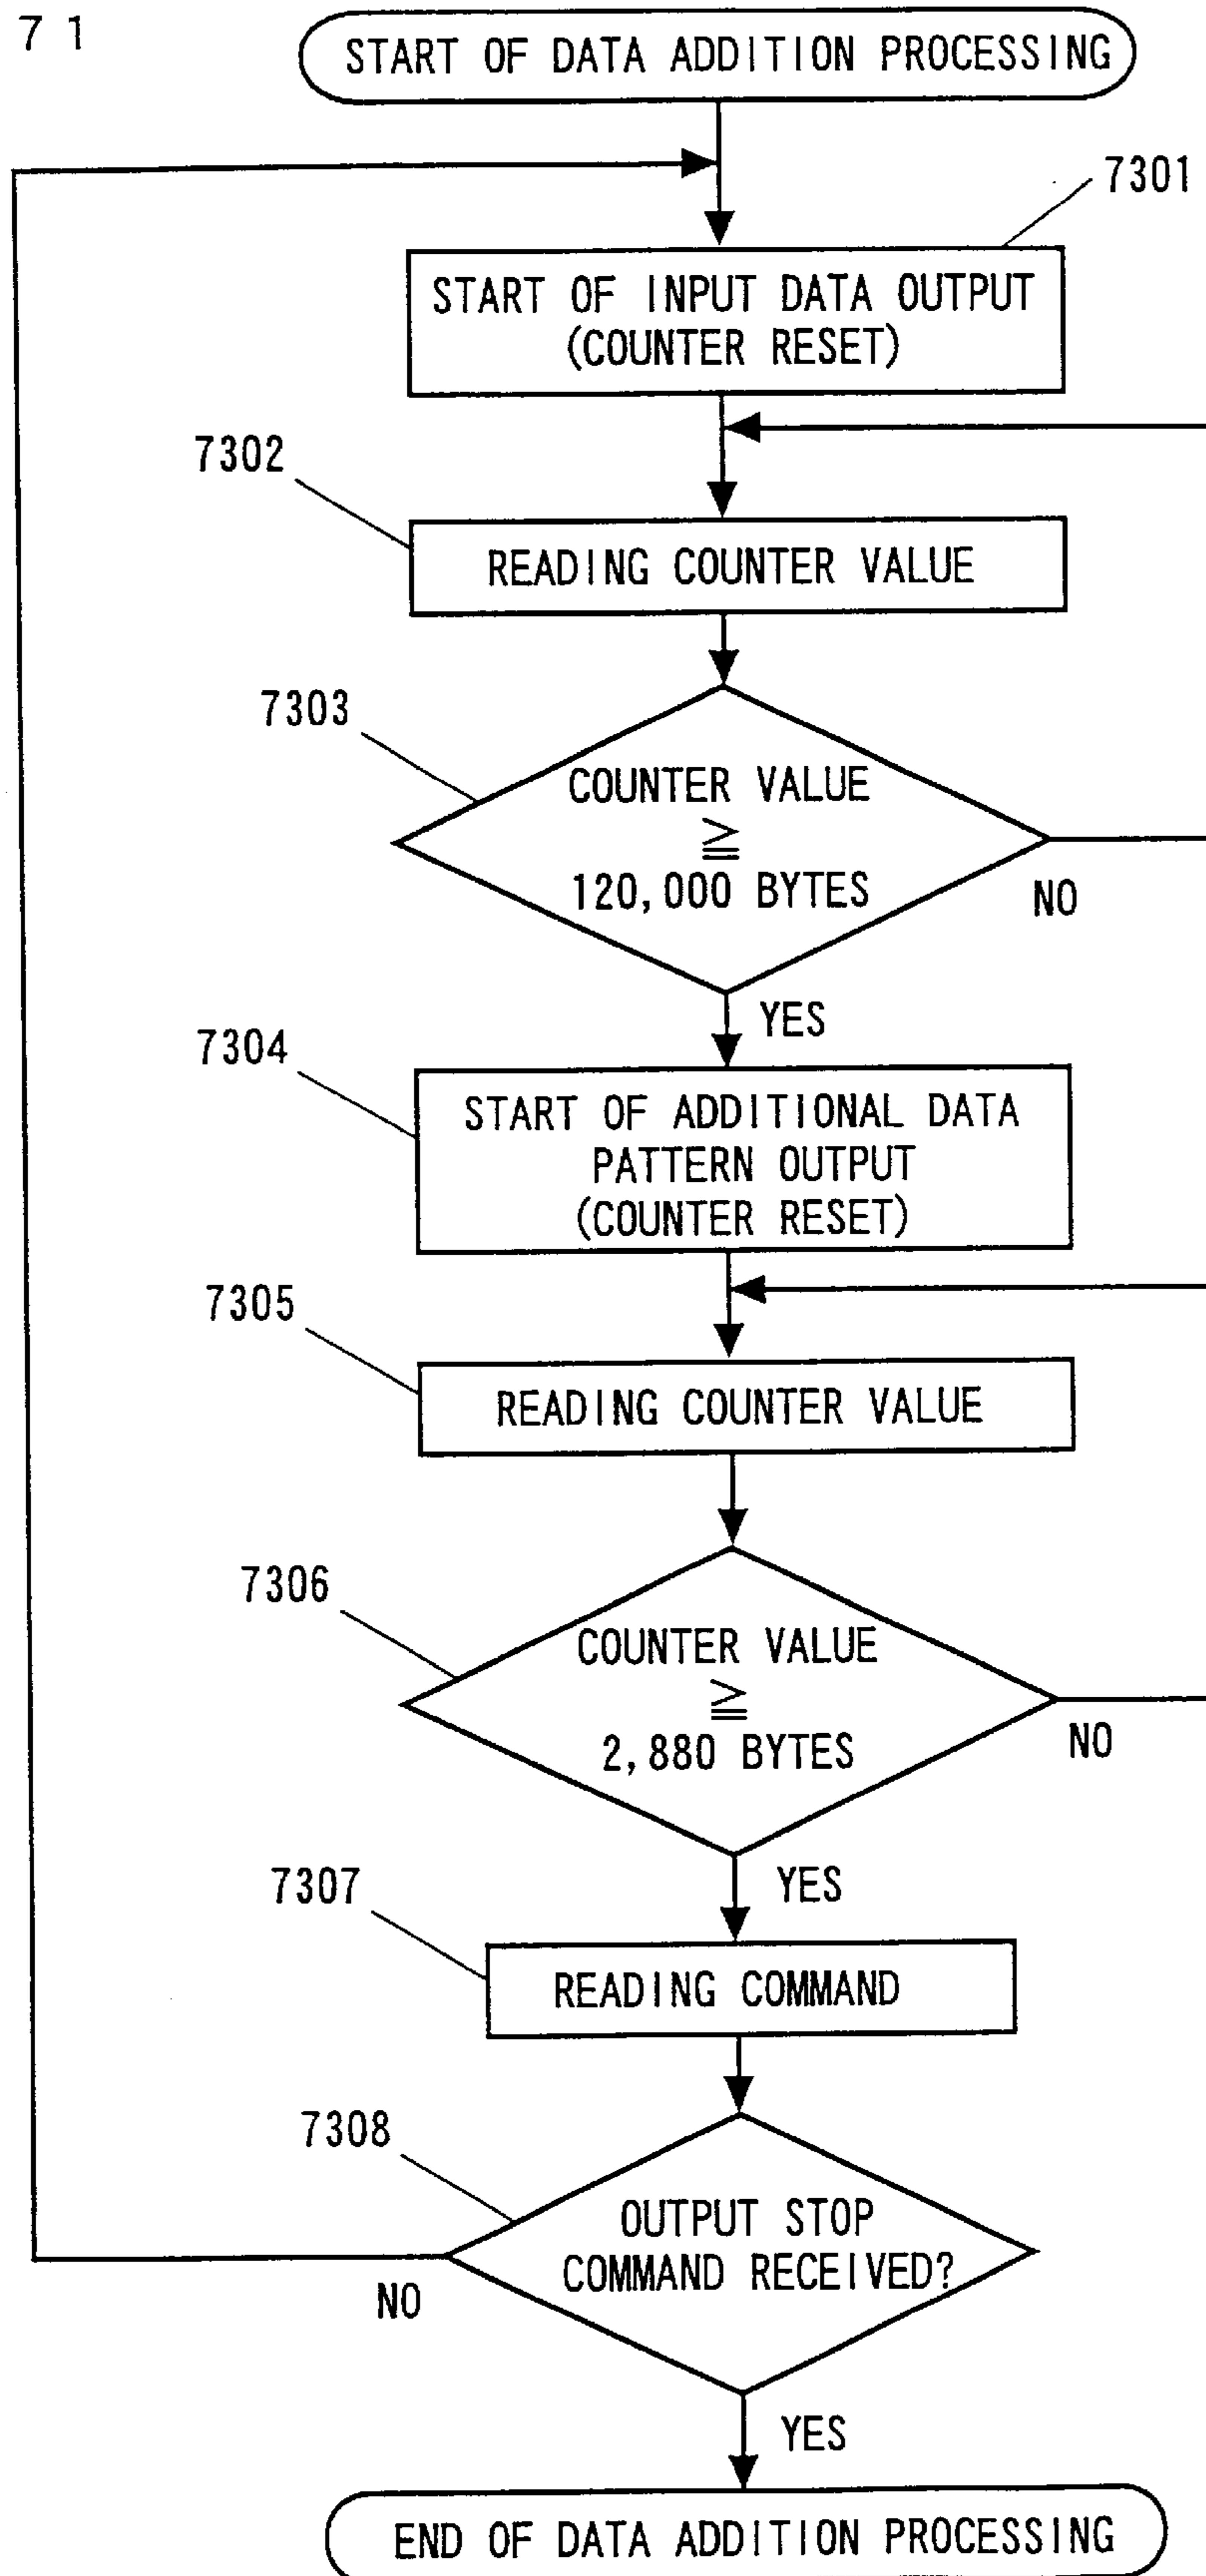 71
START OF DATA ADDITION PROCESSING
7301
START OF INPUT DATA OUTPUT
(COUNTER RESET)
7302
READING COUNTER VALUE
7303
COUNTER VALUE
≧
120,000 BYTES
NO
YES
7304
START OF ADDITIONAL DATA
PATTERN OUTPUT
(COUNTER RESET)
7305
READING COUNTER VALUE
7306
COUNTER VALUE
≧
2,880 BYTES
NO
YES
7307
READING COMMAND
7308
OUTPUT STOP
COMMAND RECEIVED?
NO
YES
END OF DATA ADDITION PROCESSING